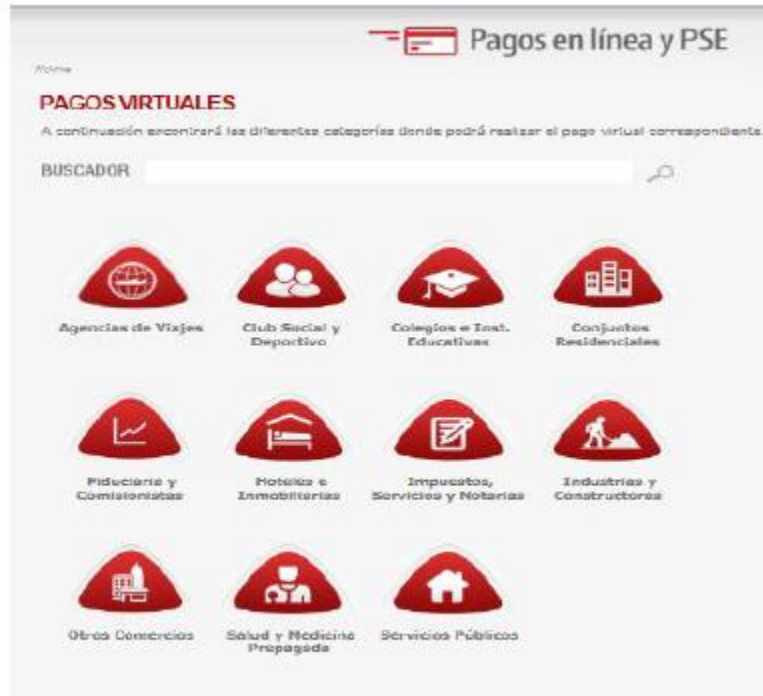 Pagos en línea y PSE
Home
PAGOS VIRTUALES
A continuación encontrará las diferentes categorías donde podrá realizar el pago virtual correspondiente.
BUSCADOR
Agencias de Viajes
Club Social y
Deportivo
Colegios e Inst.
Educativas
Conjuntos
Residenciales
Fiduciaria y
Comisionistas
Hoteles e
Inmobiliarias
Impuestos,
Servicios y Notarias
Industrias y
Constructores
Otros Comercios
Salud y Medicina
Prepagada
Servicios Públicos